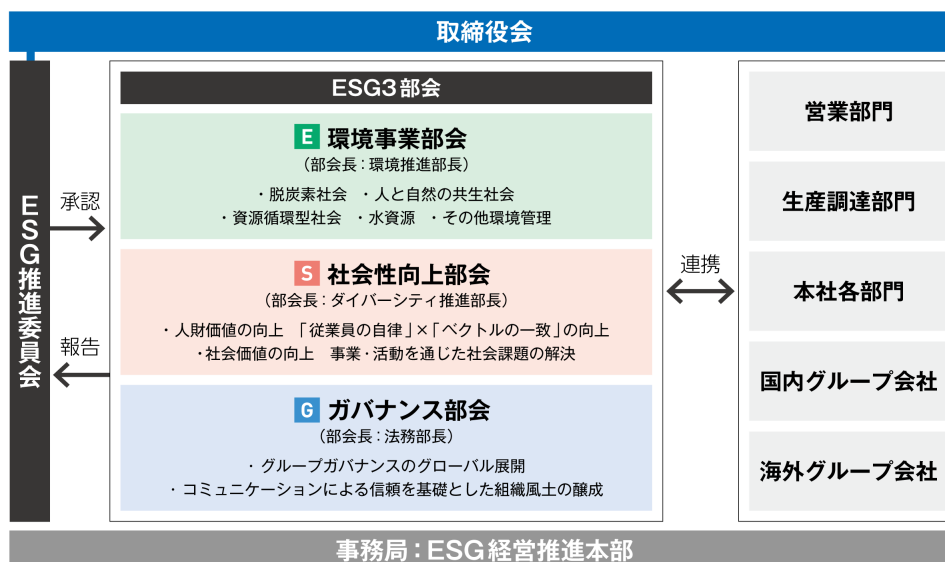 取締役会
ESG推進委員会
承認
報告
ESG3部会
E 環境事業部会
(部会長:環境推進部長)
・脱炭素社会 ・人と自然の共生社会
・資源循環型社会 ・水資源 ・その他環境管理
S 社会性向上部会
(部会長:ダイバーシティ推進部長)
・人財価値の向上 「従業員の自律」×「ベクトルの一致」の向上
・社会価値の向上 事業・活動を通じた社会課題の解決
G ガバナンス部会
(部会長:法務部長)
・グループガバナンスのグローバル展開
・コミュニケーションによる信頼を基礎とした組織風土の醸成
連携
営業部門
生産調達部門
本社各部門
国内グループ会社
海外グループ会社
事務局:ESG経営推進本部